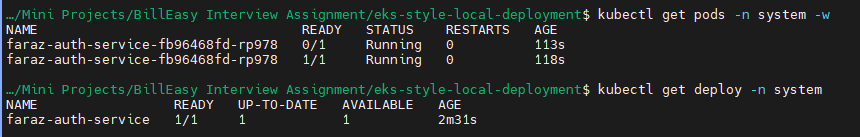 …/Mini Projects/BillEasy Interview Assignment/eks-style-local-deployment$ kubectl get pods -n system -w
NAME READY STATUS RESTARTS AGE
faraz-auth-service-fb96468fd-rp978 0/1 Running 0 113s
faraz-auth-service-fb96468fd-rp978 1/1 Running 0 118s
…/Mini Projects/BillEasy Interview Assignment/eks-style-local-deployment$ kubectl get deploy -n system
NAME READY UP-TO-DATE AVAILABLE AGE
faraz-auth-service 1/1 1 1 2m31s